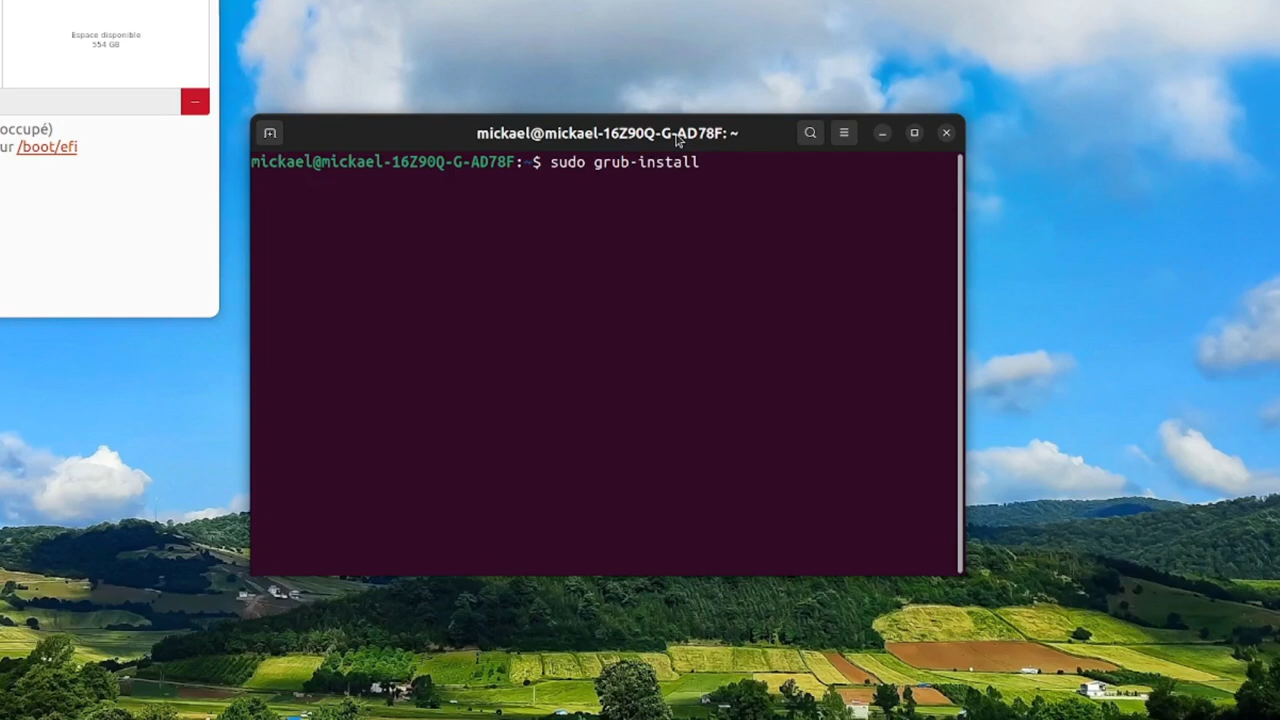 Espace disponible
554 GB
occupé)
ur /boot/efi
mickael@mickael-16Z90Q-G-AD78F: ~
mickael@mickael-16Z90Q-G-AD78F:~$ sudo grub-install